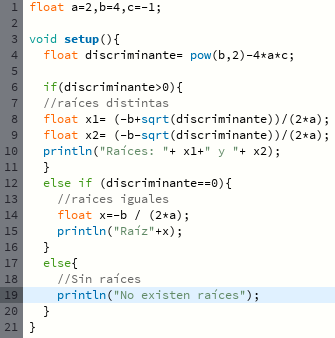 1 float a=2,b=4,c=-1;
2
3 void setup(){
4 float discriminante= pow(b,2)-4*a*c;
5
6 if(discriminante>0){
7 //raíces distintas
8 float x1= (-b+sqrt(discriminante))/(2*a);
9 float x2= (-b-sqrt(discriminante))/(2*a);
10 println("Raíces: "+ x1+" y "+ x2);
11 }
12 else if (discriminante==0){
13 //raices iguales
14 float x=-b / (2*a);
15 println("Raíz"+x);
16 }
17 else{
18 //Sin raíces
19 println("No existen raíces");
20 }
21 }